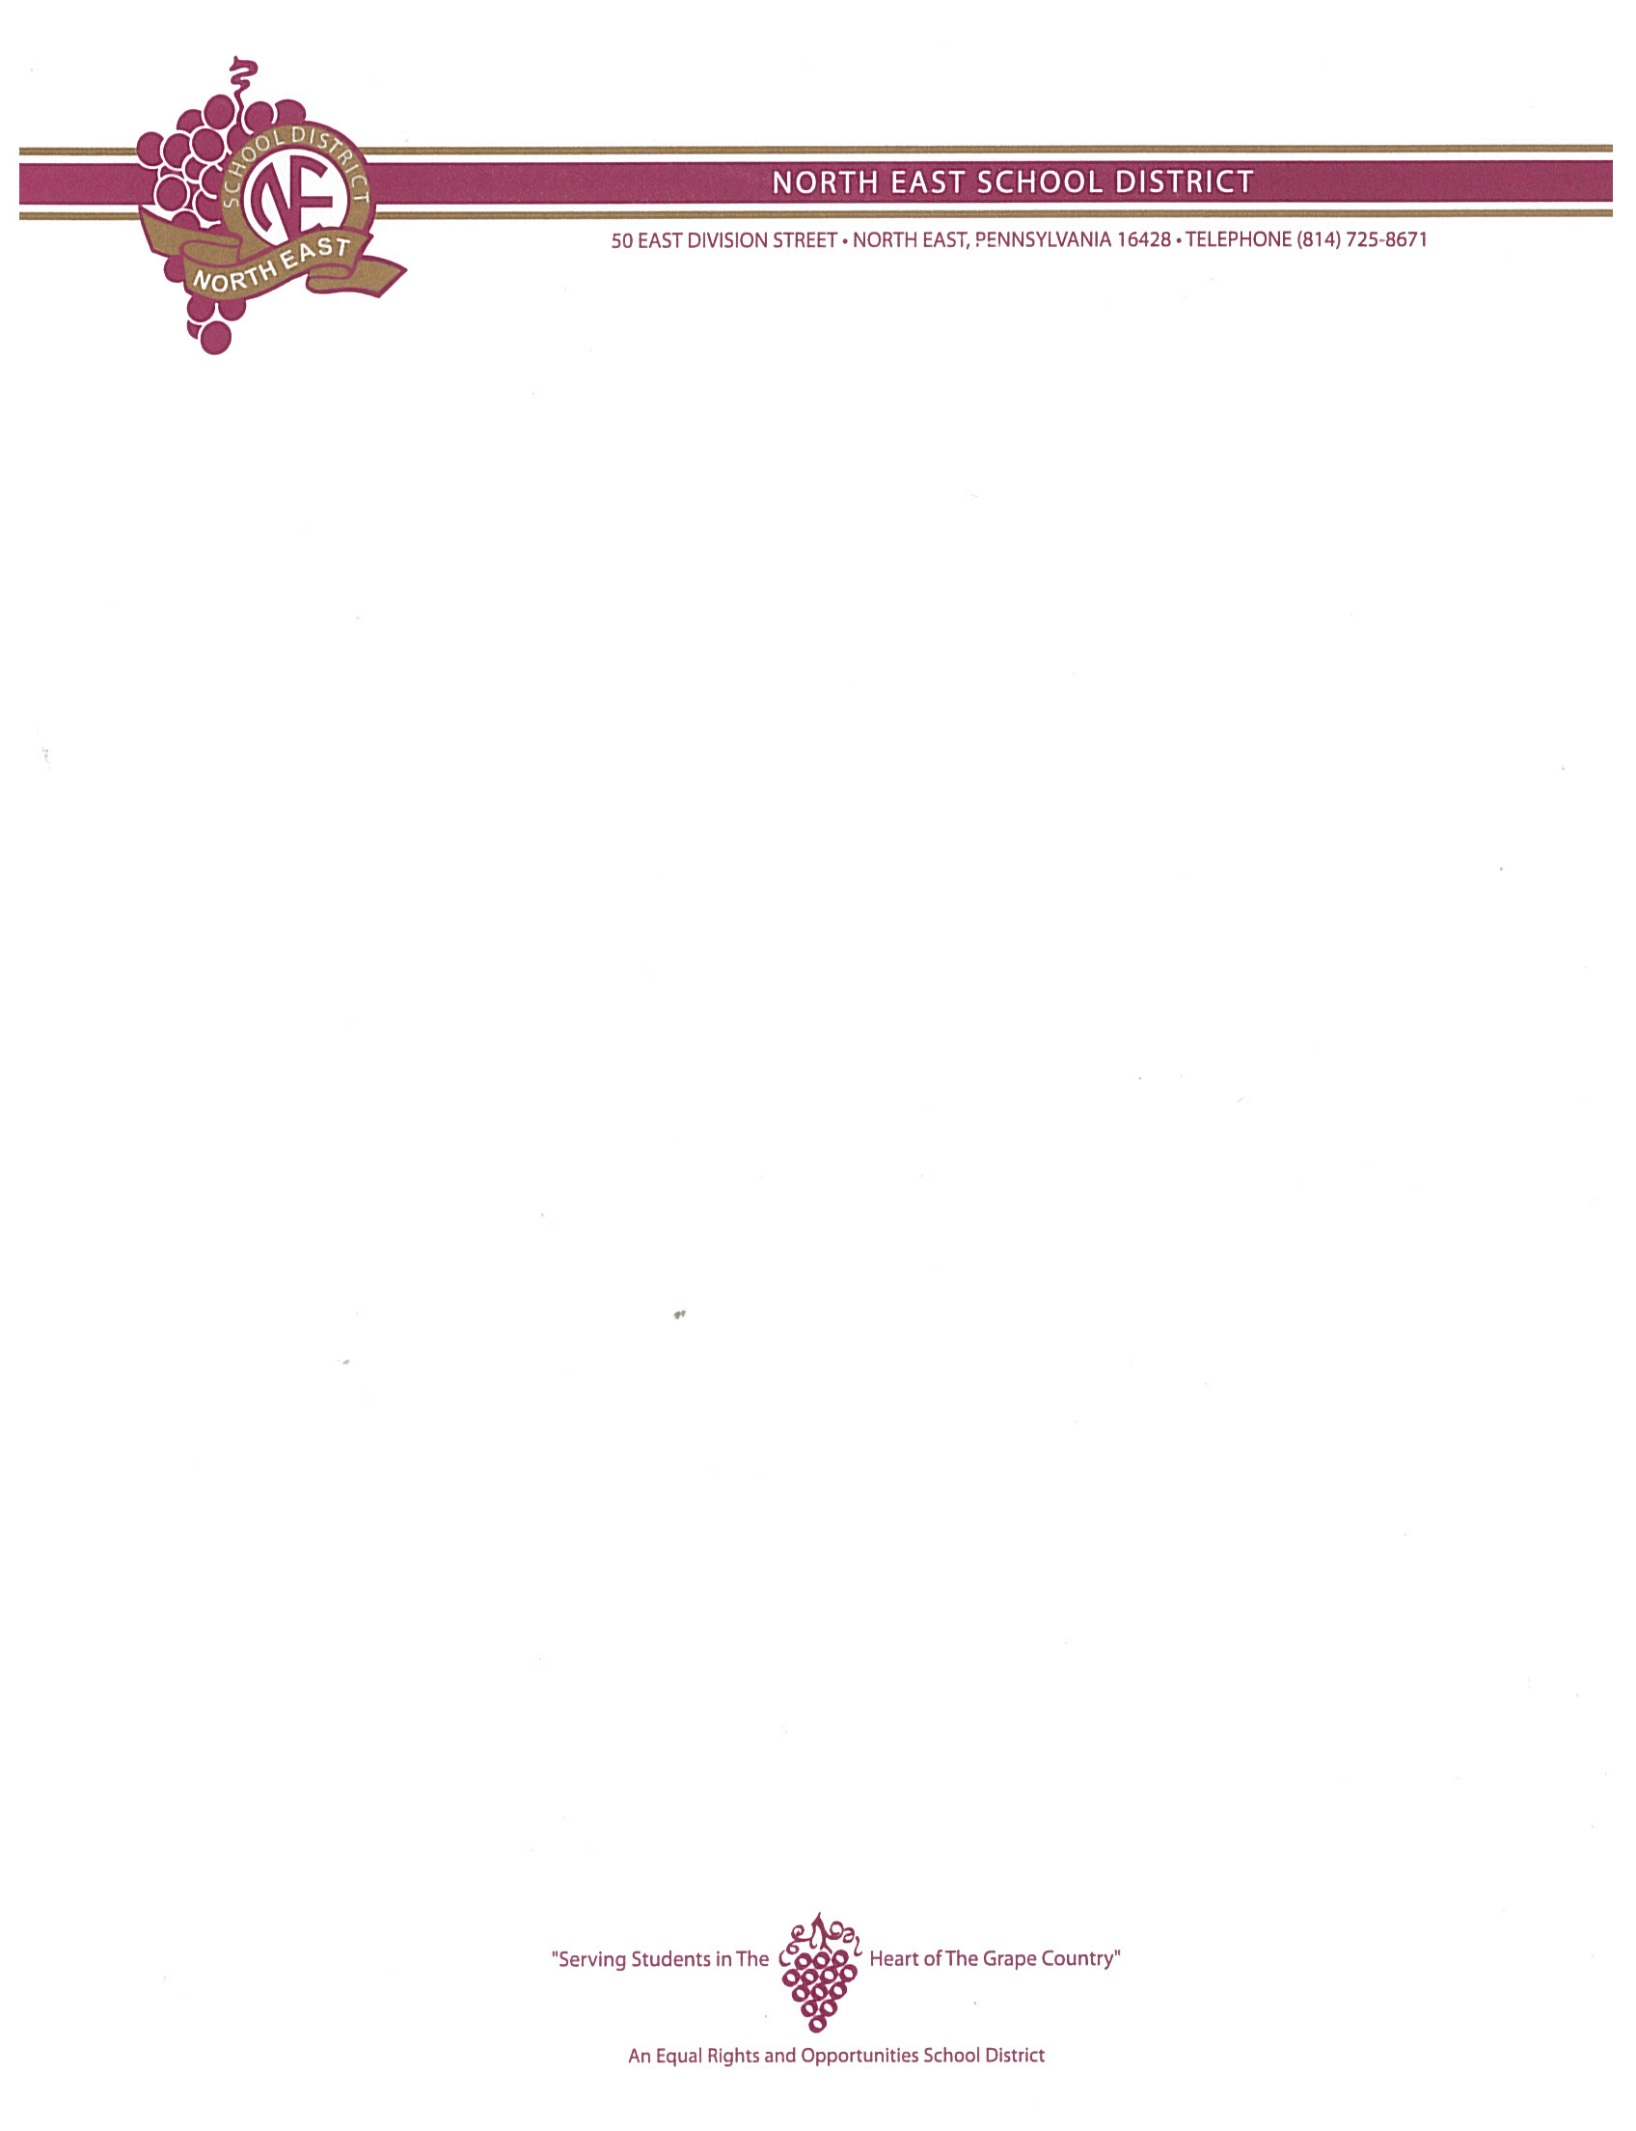 SCHOOL DISTRICT
NE
NORTH EAST
NORTH EAST SCHOOL DISTRICT
50 EAST DIVISION STREET • NORTH EAST, PENNSYLVANIA 16428 • TELEPHONE (814) 725-8671
"Serving Students in The Heart of The Grape Country"
An Equal Rights and Opportunities School District